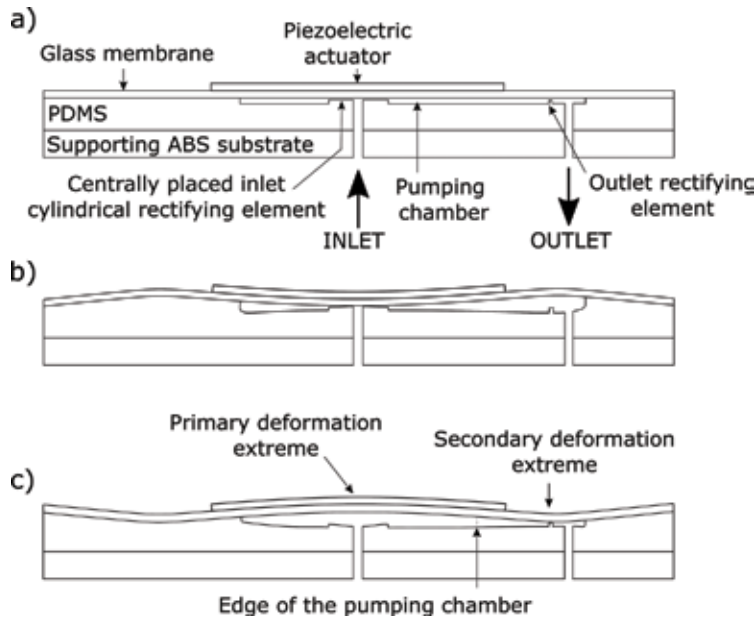 a)
Piezoelectric
actuator
Glass membrane
PDMS
Supporting ABS substrate
Centrally placed inlet
cylindrical rectifying element
Pumping
chamber
Outlet rectifying
element
INLET
OUTLET
b)
Primary deformation
extreme
Secondary deformation
extreme
c)
Edge of the pumping chamber